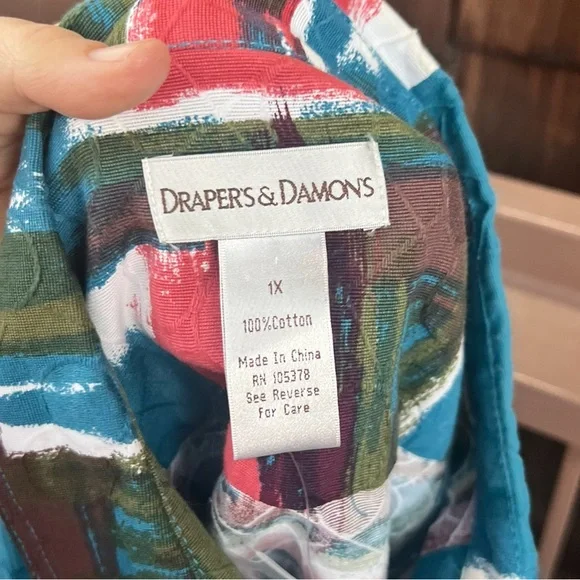 DRAPER'S & DAMON'S
1X
100%Cotton
Made In China
RN 105378
See Reverse
For Care